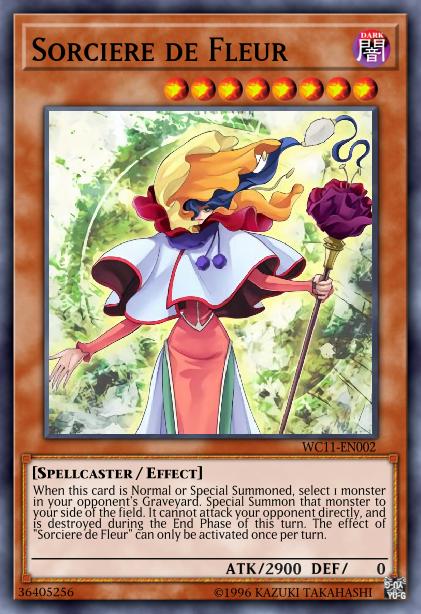 Sorciere de Fleur
DARK
闇
WC11-EN002
[Spellcaster / Effect]
When this card is Normal or Special Summoned, select 1 monster
in your opponent's Graveyard. Special Summon that monster to
your side of the field. It cannot attack your opponent directly, and
is destroyed during the End Phase of this turn. The effect of
"Sorciere de Fleur" can only be activated once per turn.
ATK/2900 DEF/ 0
36405256 ©1996 KAZUKI TAKAHASHI